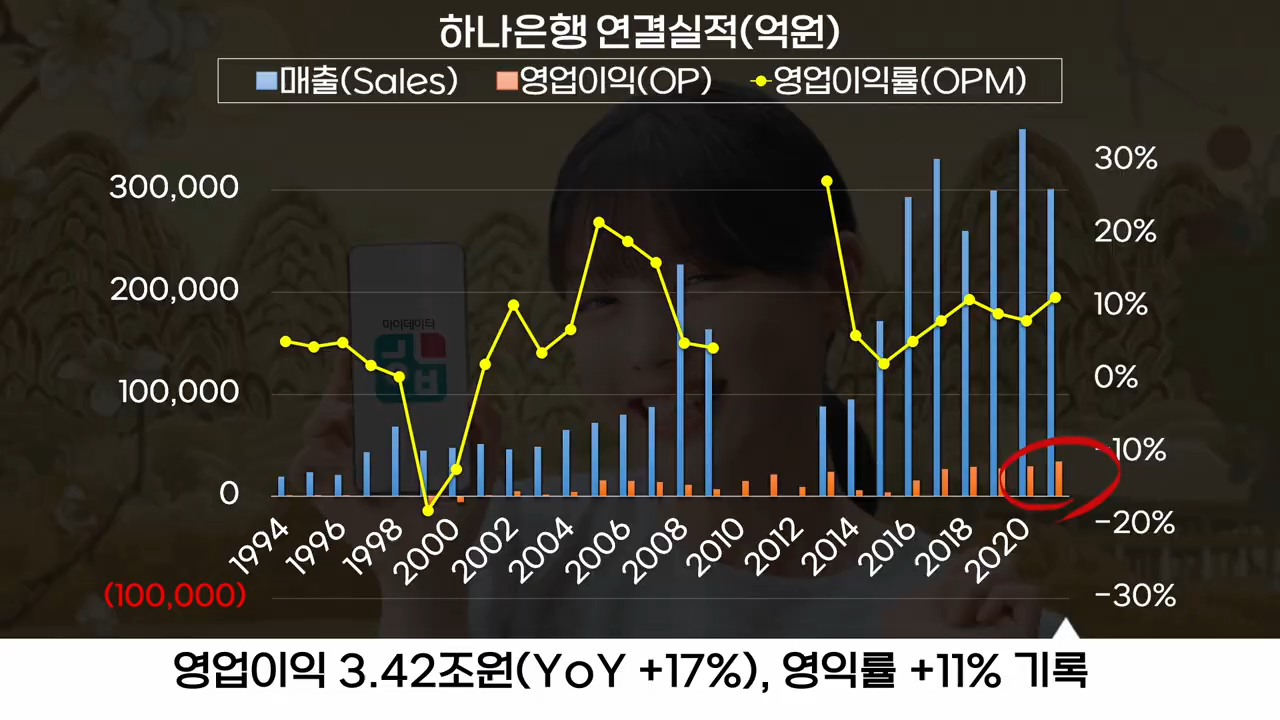 하나은행 연결실적(억원)
매출(Sales) 영업이익(OP) 영업이익률(OPM)
300,000
200,000
100,000
0
(100,000)
30%
20%
10%
0%
-10%
-20%
-30%
1994 1996 1998 2000 2002 2004 2006 2008 2010 2012 2014 2016 2018 2020
마이데이터
영업이익 3.42조원(YoY +17%), 영익률 +11% 기록